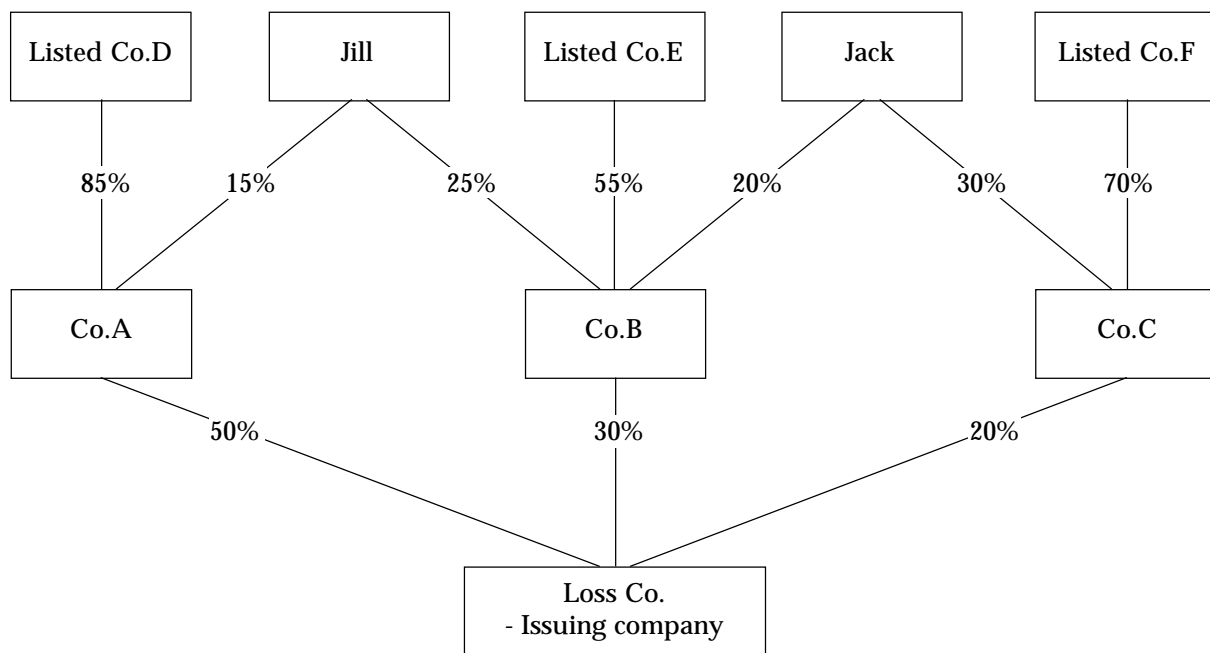 Listed Co.D
Jill
Listed Co.E
Jack
Listed Co.F
85%
15%
25%
55%
20%
30%
70%
Co.A
Co.B
Co.C
50%
30%
20%
Loss Co.
- Issuing company